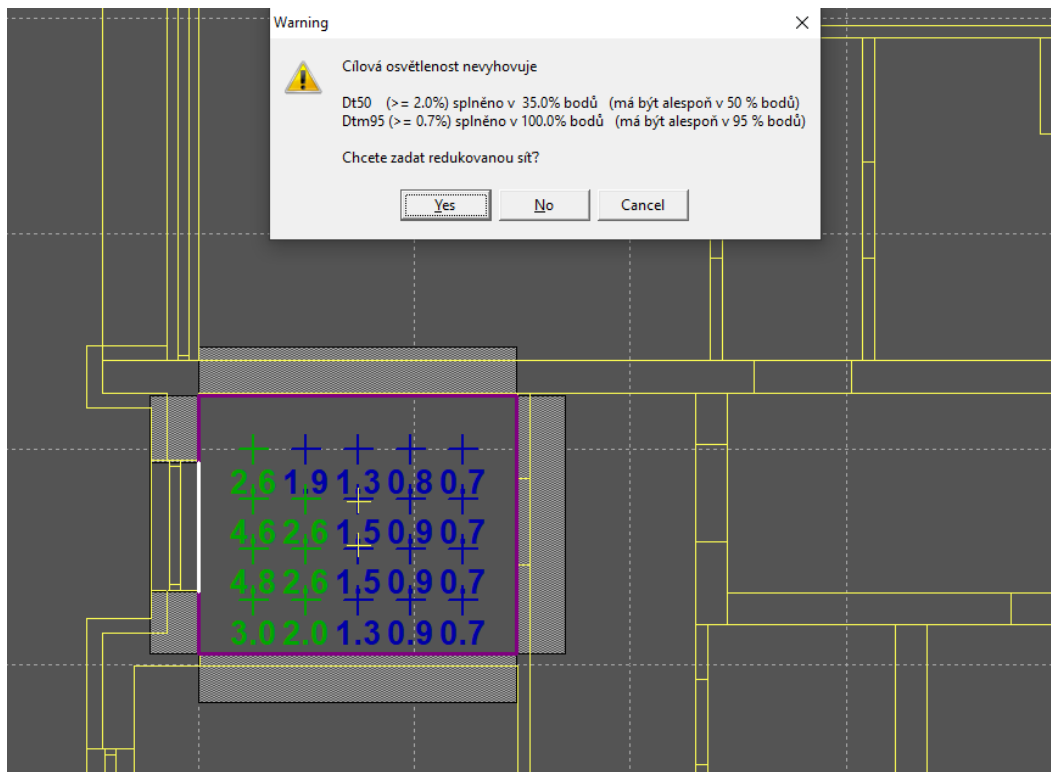 Warning
Cílová osvětlenost nevyhovuje
Dt50 (>= 2.0%) splněno v 35.0% bodů (má být alespoň v 50 % bodů)
Dtm95 (>= 0.7%) splněno v 100.0% bodů (má být alespoň v 95 % bodů)
Chcete zadat redukovanou síť?
Yes No Cancel
2.6 1.9 1.3 0.8 0.7
4.6 2.6 1.5 0.9 0.7
4.8 2.6 1.5 0.9 0.7
3.0 2.0 1.3 0.9 0.7